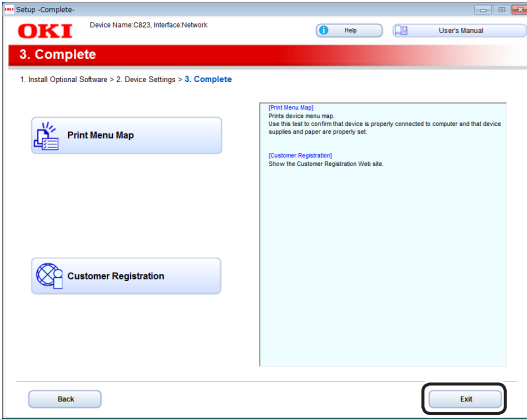 OKI Setup -Complete-
OKI
Device Name:C823, Interface:Network
Help
User's Manual
3. Complete
1. Install Optional Software > 2. Device Settings > 3. Complete
Print Menu Map
Customer Registration
[Print Menu Map]
Prints device menu map.
Use this test to confirm that device is properly connected to computer and that device
supplies and paper are properly set.
[Customer Registration]
Show the Customer Registration Web site.
Back
Exit